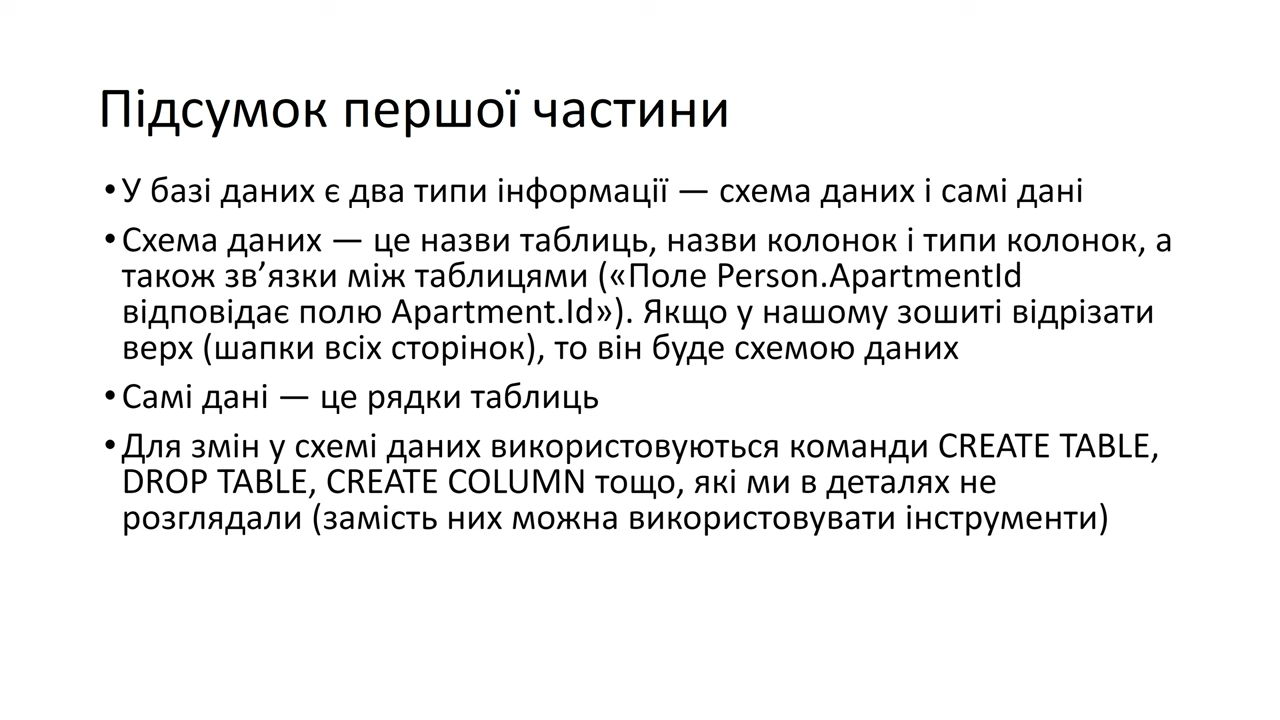 Підсумок першої частини
•У базі даних є два типи інформації — схема даних і самі дані
•Схема даних — це назви таблиць, назви колонок і типи колонок, а
також зв’язки між таблицями («Поле Person.ApartmentId
відповідає полю Apartment.Id»). Якщо у нашому зошиті відрізати
верх (шапки всіх сторінок), то він буде схемою даних
•Самі дані — це рядки таблиць
•Для змін у схемі даних використовуються команди CREATE TABLE,
DROP TABLE, CREATE COLUMN тощо, які ми в деталях не
розглядали (замість них можна використовувати інструменти)